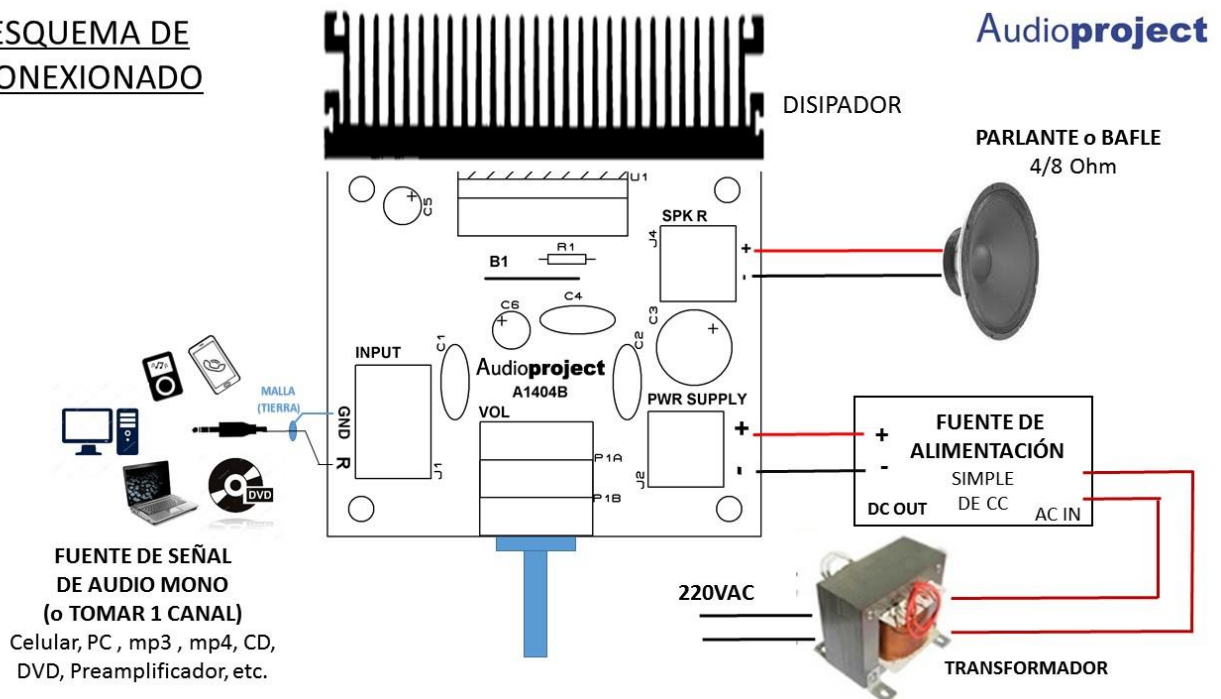 ESQUEMA DE
ONEXIONADO
Audioproject
DISIPADOR
PARLANTE o BAFLE
4/8 Ohm
U1
C5
SPK R
J4
+
-
R1
B1
C6
C4
C3
C1
C2
INPUT
Audioproject
A1404B
VOL
PWR SUPPLY
MALLA
(TIERRA)
GND
R
J1
P1A
P1B
J2
+
-
FUENTE DE
ALIMENTACIÓN
SIMPLE
DE CC
+
-
DC OUT
AC IN
DVD
FUENTE DE SEÑAL
DE AUDIO MONO
(o TOMAR 1 CANAL)
Celular, PC , mp3 , mp4, CD,
DVD, Preamplificador, etc.
220VAC
TRANSFORMADOR